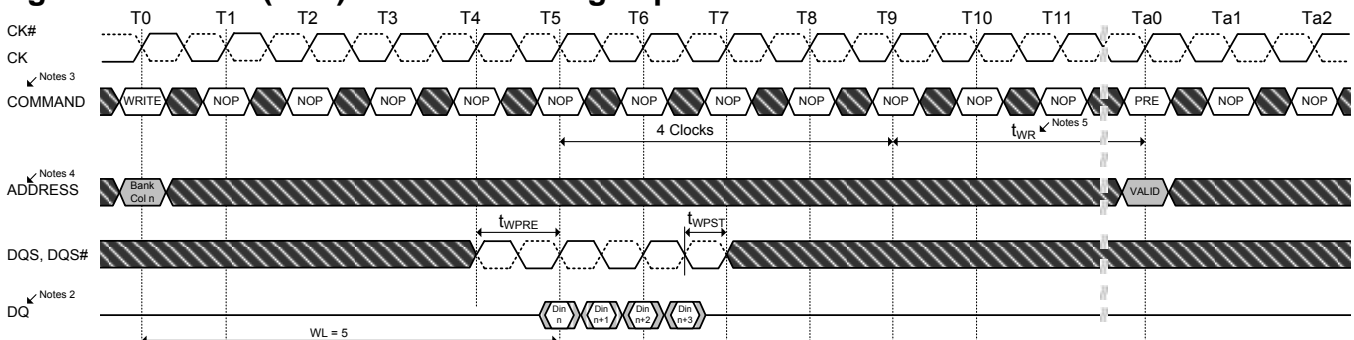 T0 T1 T2 T3 T4 T5 T6 T7 T8 T9 T10 T11 Ta0 Ta1 Ta2
CK#
CK
Notes 3
COMMAND WRITE NOP NOP NOP NOP NOP NOP NOP NOP NOP NOP NOP PRE NOP NOP
4 Clocks tWR Notes 5
Notes 4
ADDRESS Bank Col n VALID
tWPRE tWPST
DQS, DQS#
Notes 2
DQ Din n Din n+1 Din n+2 Din n+3
WL = 5